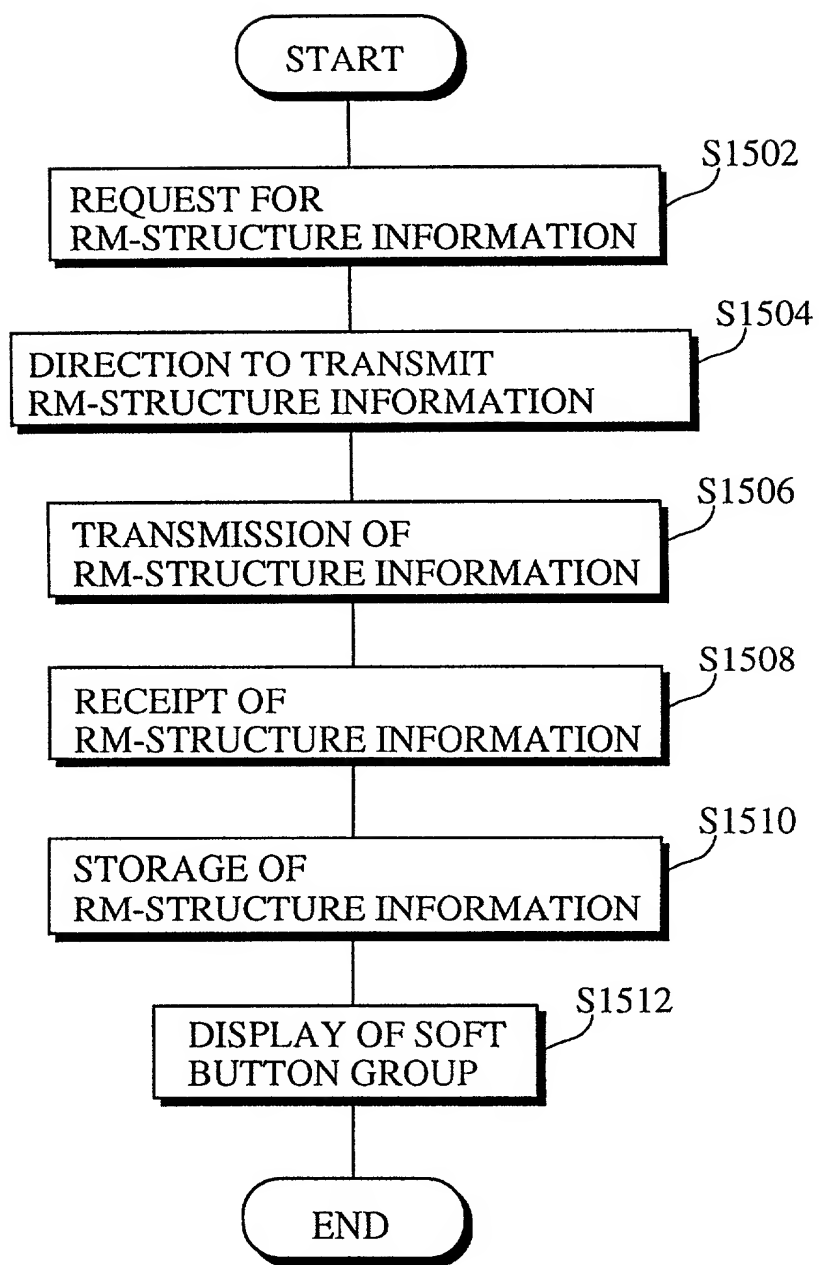 START
S1502
REQUEST FOR
RM-STRUCTURE INFORMATION
S1504
DIRECTION TO TRANSMIT
RM-STRUCTURE INFORMATION
S1506
TRANSMISSION OF
RM-STRUCTURE INFORMATION
S1508
RECEIPT OF
RM-STRUCTURE INFORMATION
S1510
STORAGE OF
RM-STRUCTURE INFORMATION
S1512
DISPLAY OF SOFT
BUTTON GROUP
END